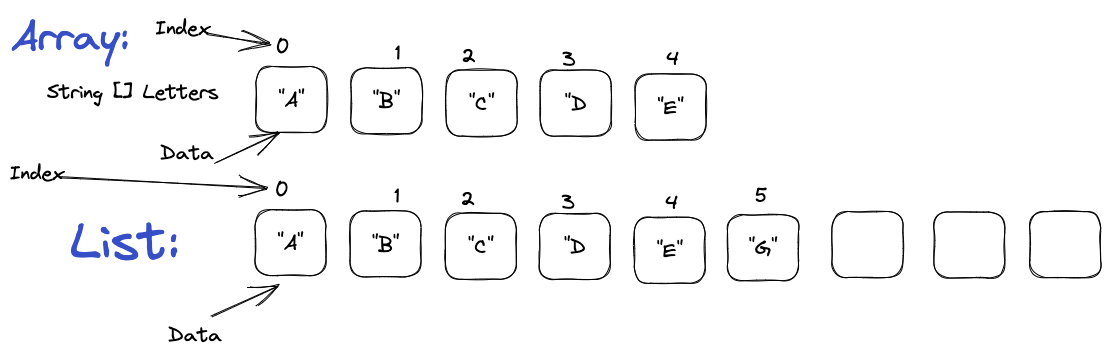 Array:
Index
0 1 2 3 4
String [] Letters
"A" "B" "C" "D "E"
Data
Index
0 1 2 3 4 5
List:
"A" "B" "C" "D "E" "G"
Data